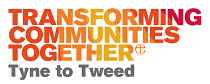 TRANSFORMING
COMMUNITIES
TOGETHER
Tyne to Tweed